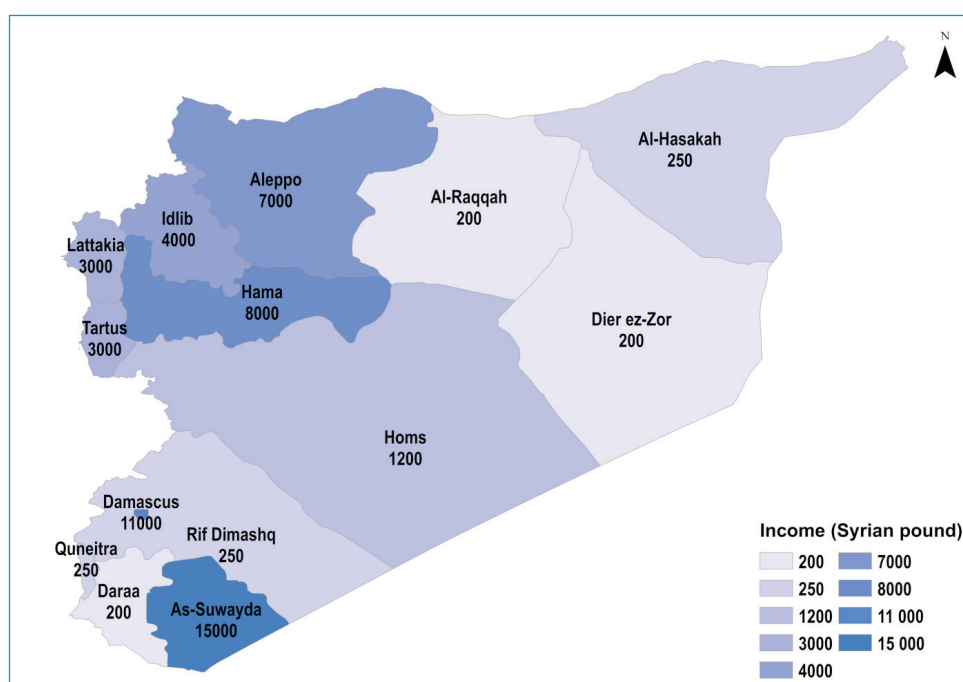 N
Al-Hasakah
250
Aleppo
7000
Al-Raqqah
200
Idlib
4000
Lattakia
3000
Hama
8000
Tartus
3000
Dier ez-Zor
200
Homs
1200
Damascus
11000
Rif Dimashq
250
Quneitra
250
Daraa
200
As-Suwayda
15000
Income (Syrian pound)
200
250
1200
3000
4000
7000
8000
11 000
15 000